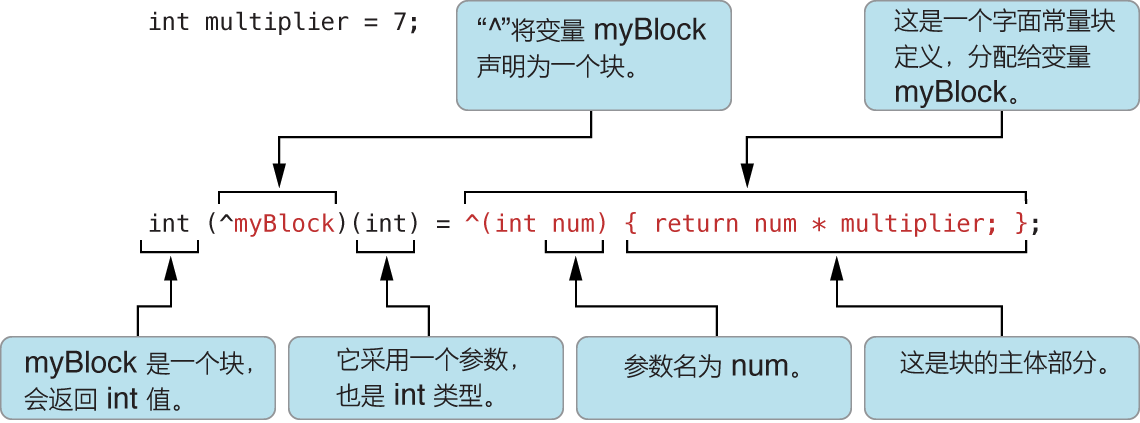 int multiplier = 7;
“^”将变量 myBlock
声明为一个块。
这是一个字面常量块
定义，分配给变量
myBlock。
int (^myBlock)(int) = ^(int num) { return num * multiplier; };
myBlock 是一个块，
会返回 int 值。
它采用一个参数，
也是 int 类型。
参数名为 num。
这是块的主体部分。